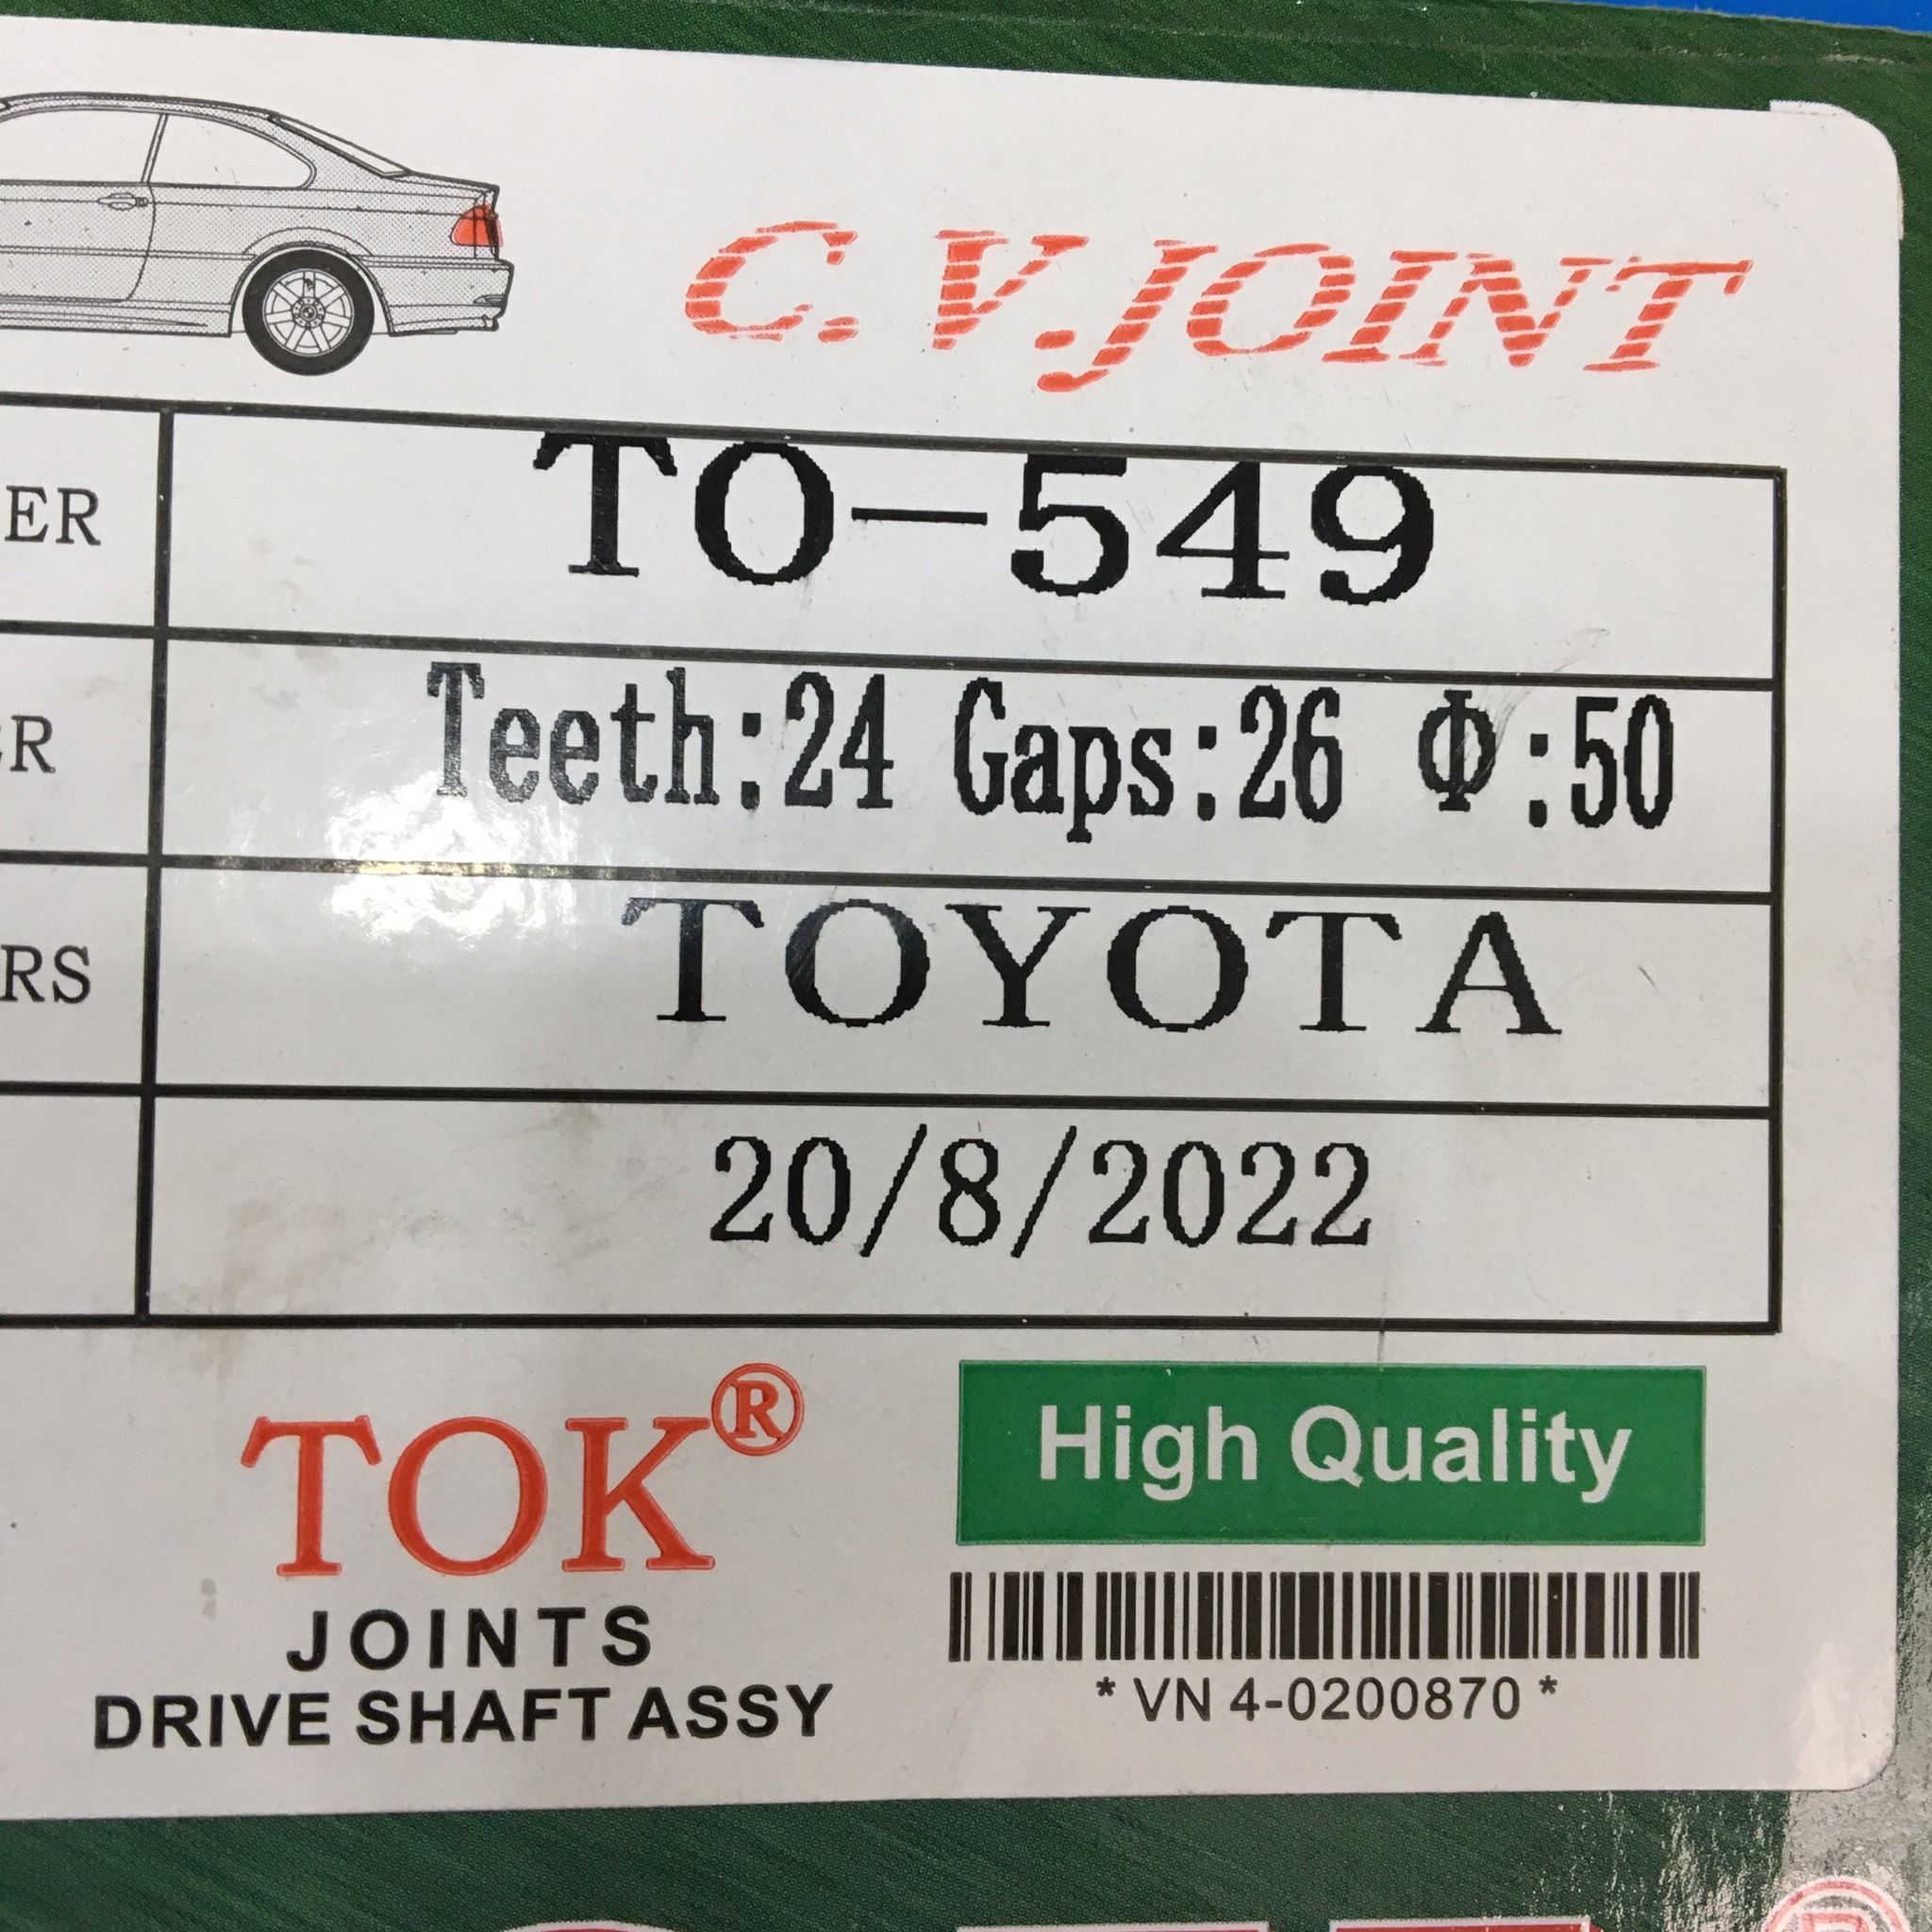 C.V.JOINT
ER TO-549
ER Teeth:24 Gaps:26 Φ:50
RS TOYOTA
20/8/2022
TOK®
High Quality
JOINTS
DRIVE SHAFT ASSY
* VN 4-0200870 *